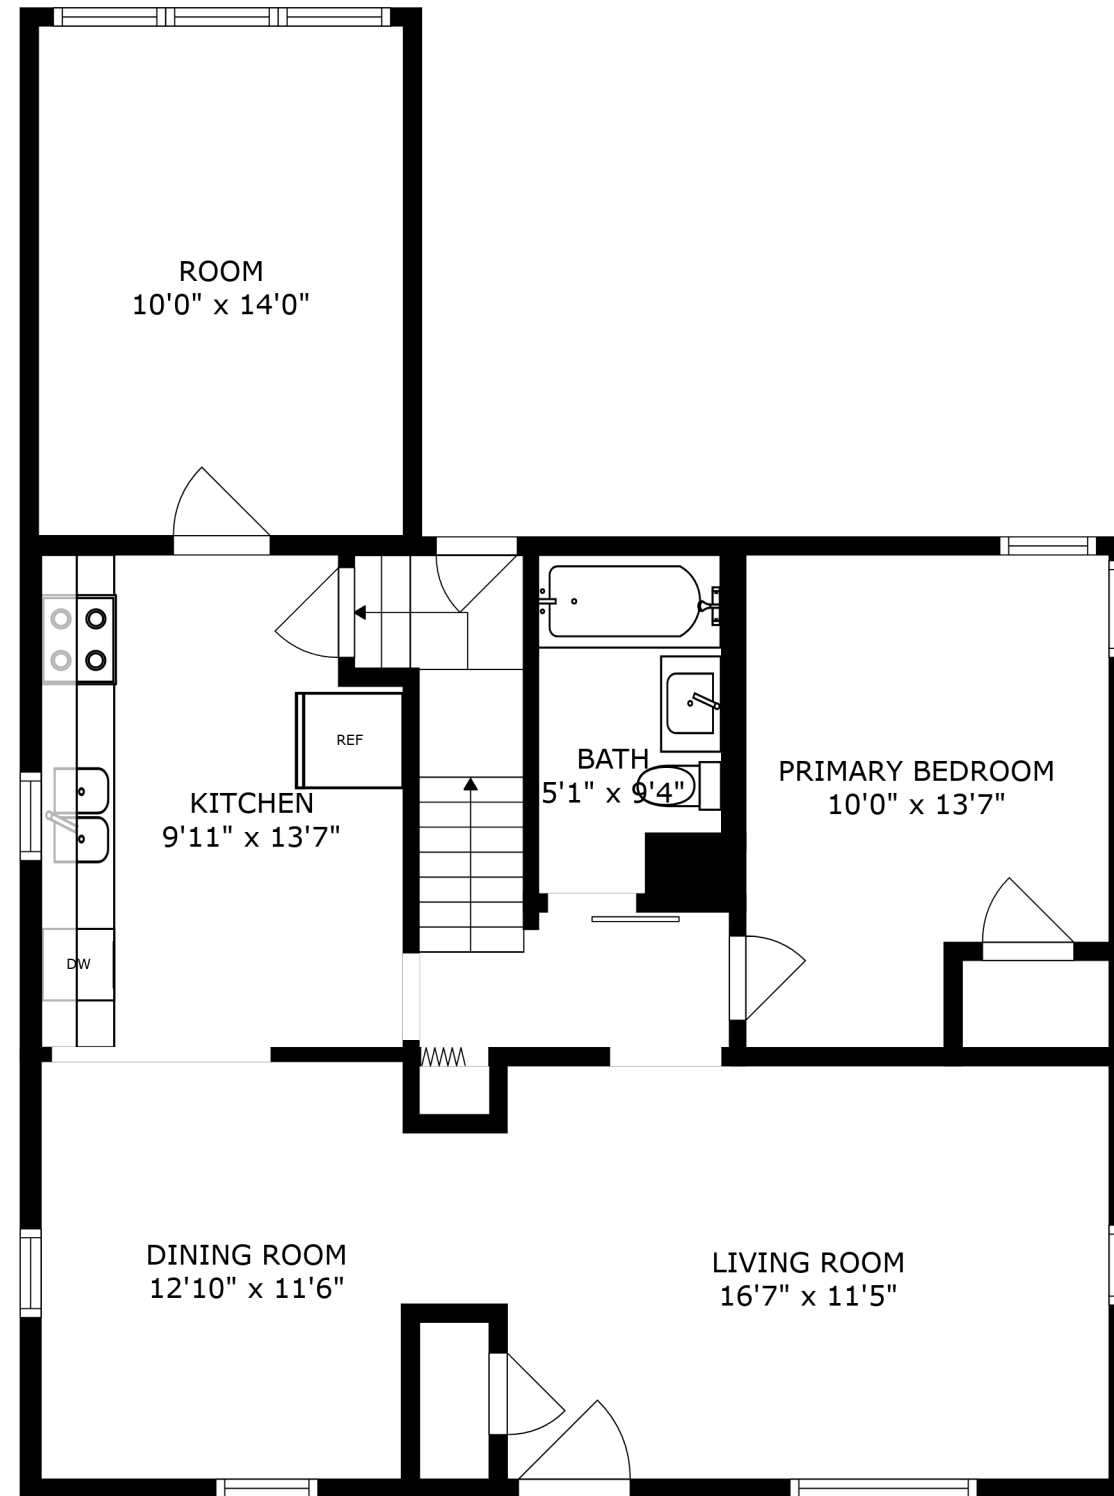 ROOM
10'0" x 14'0"
REF
BATH
5'1" x 9'4"
PRIMARY BEDROOM
10'0" x 13'7"
KITCHEN
9'11" x 13'7"
DW
DINING ROOM
12'10" x 11'6"
LIVING ROOM
16'7" x 11'5"